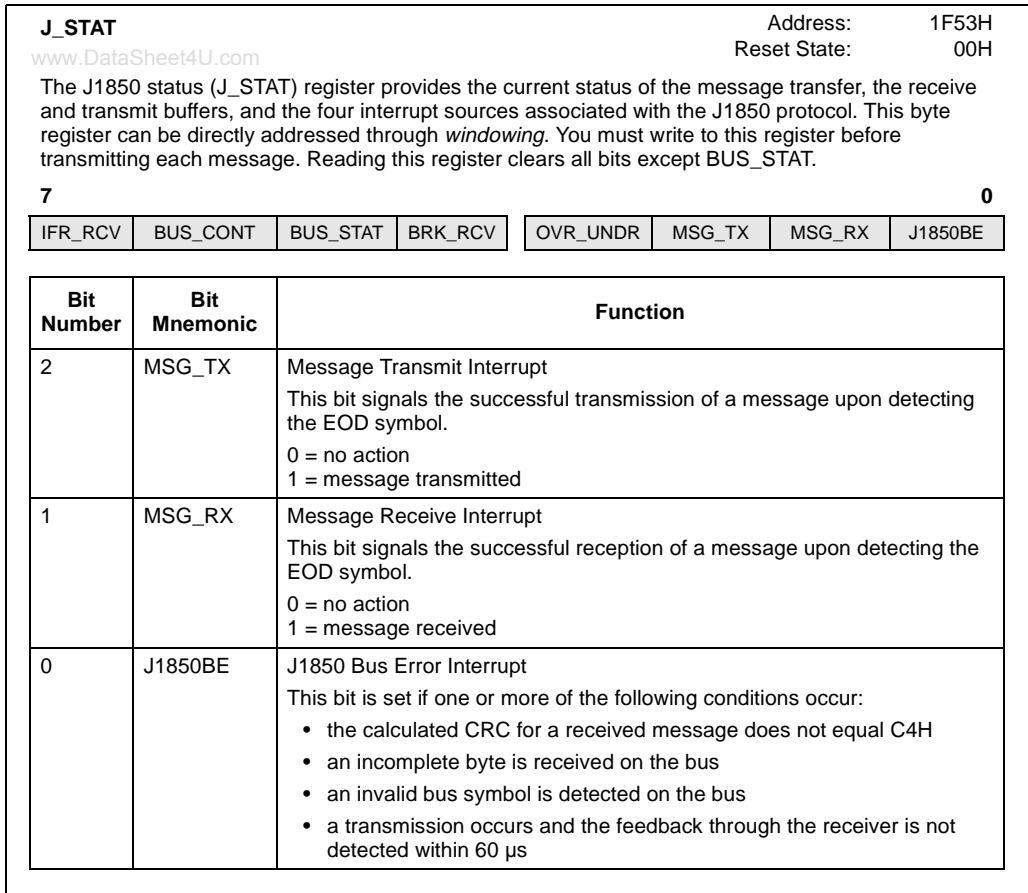 J_STAT Address: 1F53H
www.DataSheet4U.com Reset State: 00H
The J1850 status (J_STAT) register provides the current status of the message transfer, the receive
and transmit buffers, and the four interrupt sources associated with the J1850 protocol. This byte
register can be directly addressed through windowing. You must write to this register before
transmitting each message. Reading this register clears all bits except BUS_STAT.
7 0
IFR_RCV BUS_CONT BUS_STAT BRK_RCV OVR_UNDR MSG_TX MSG_RX J1850BE
Bit Number Bit Mnemonic Function
2 MSG_TX Message Transmit Interrupt
This bit signals the successful transmission of a message upon detecting
the EOD symbol.
0 = no action
1 = message transmitted
1 MSG_RX Message Receive Interrupt
This bit signals the successful reception of a message upon detecting the
EOD symbol.
0 = no action
1 = message received
0 J1850BE J1850 Bus Error Interrupt
This bit is set if one or more of the following conditions occur:
• the calculated CRC for a received message does not equal C4H
• an incomplete byte is received on the bus
• an invalid bus symbol is detected on the bus
• a transmission occurs and the feedback through the receiver is not
detected within 60 µs